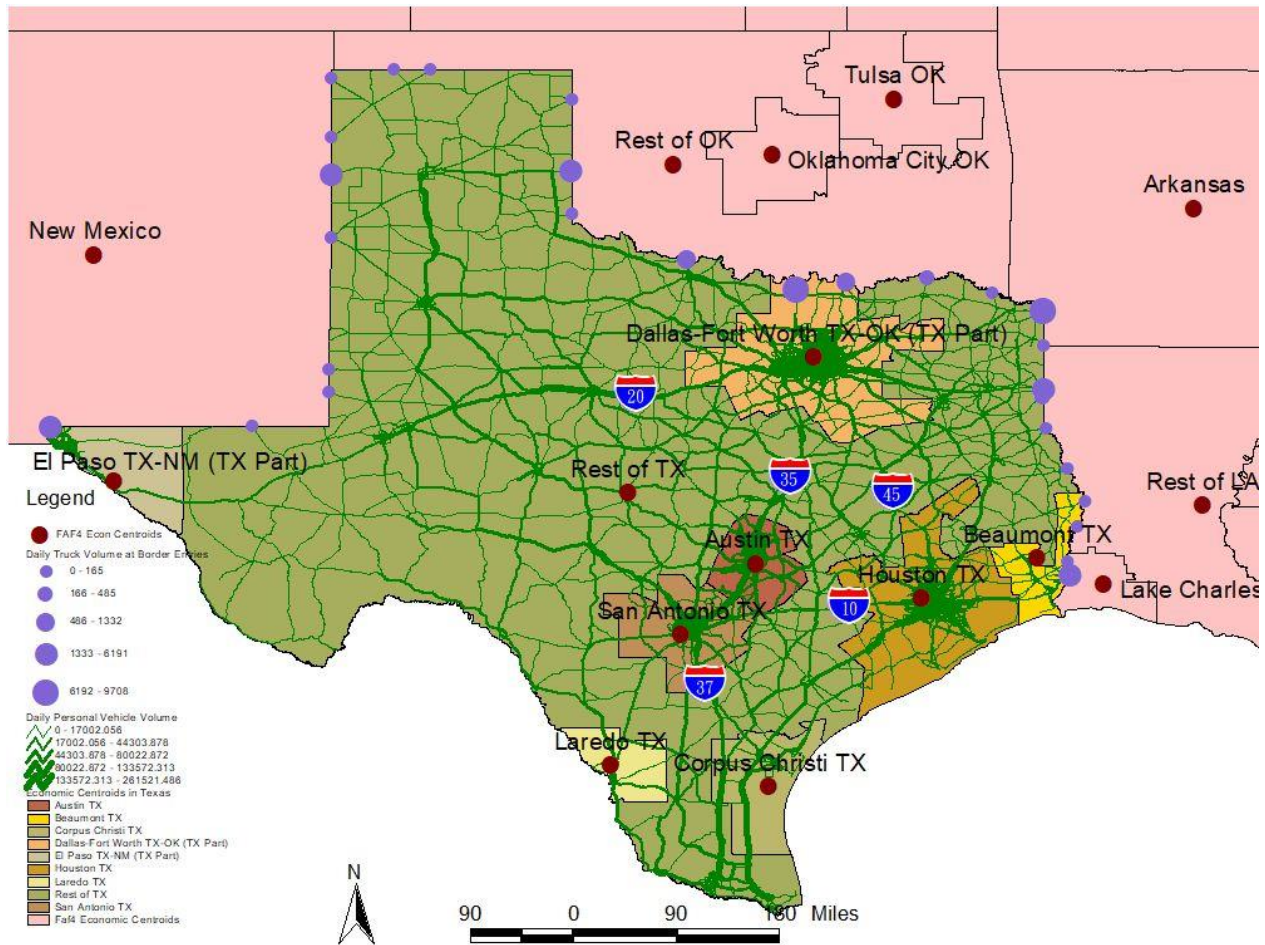 Tulsa OK
Rest of OK
Oklahoma City OK
Arkansas
New Mexico
Dallas-Fort Worth TX-OK (TX Part)
20
El Paso TX-NM (TX Part)
Rest of TX
35
45
Rest of LA
Austin TX
Beaumont TX
Houston TX
Lake Charles
San Antonio TX
10
37
Laredo TX
Corpus Christi TX
Legend
FAF4 Econ Centroids
Daily Truck Volume at Border Entries
0 - 165
166 - 485
486 - 1332
1333 - 6191
6192 - 9708
Daily Personal Vehicle Volume
0 - 17002.056
17002.056 - 44303.878
44303.878 - 80022.872
80022.872 - 133572.313
133572.313 - 261521.486
Economic Centroids in Texas
Austin TX
Beaumont TX
Corpus Christi TX
Dallas-Fort Worth TX-OK (TX Part)
El Paso TX-NM (TX Part)
Houston TX
Laredo TX
Rest of TX
San Antonio TX
Faf4 Economic Centroids
N
90 0 90 180 Miles